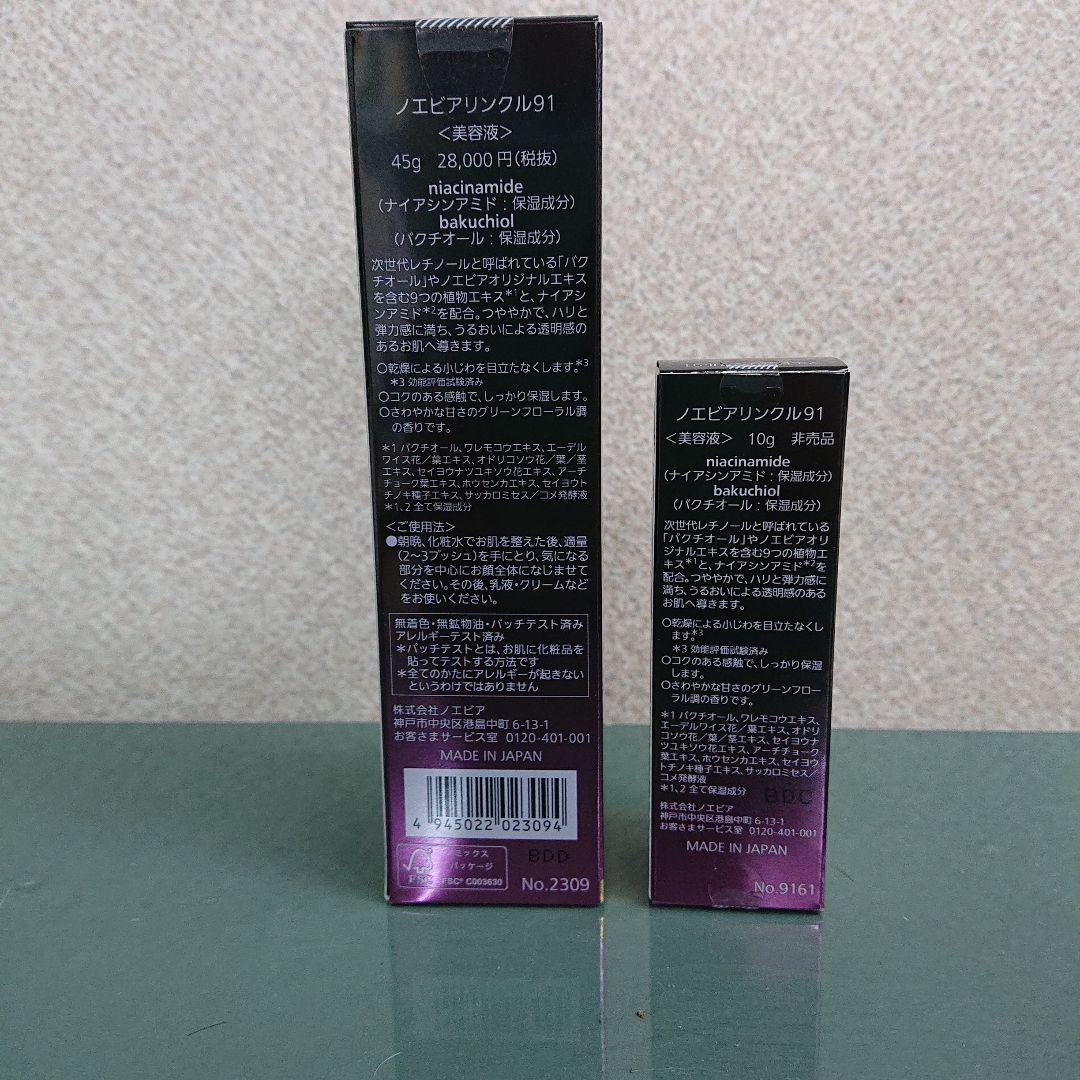 ノエビアリンクル91
＜美容液＞
45g 28,000円（税抜）
niacinamide
（ナイアシンアミド：保湿成分）
bakuchiol
（バクチオール：保湿成分）
次世代レチノールと呼ばれている「バク
チオール」やノエビアオリジナルエキス
を含む9つの植物エキス*1と、ナイアシ
ンアミド*2を配合。つややかで、ハリと
弾力感に満ち、うるおいによる透明感の
あるお肌へ導きます。
○乾燥による小じわを目立たなくします。*3
*3 効能評価試験済み
○コクのある感触で、しっかり保湿します。
○さわやかな甘さのグリーンフローラル調
の香りです。
*1 バクチオール、ワレモコウエキス、エーデル
ワイス花／葉エキス、オドリコソウ花／葉／茎
エキス、セイヨウナツユキソウ花エキス、アーチ
チョーク葉エキス、ホウセンカエキス、セイヨウト
チノキ種子エキス、サッカロミセス／コメ発酵液
*1、2 全て保湿成分
＜ご使用法＞
●朝晩、化粧水でお肌を整えた後、適量
（2～3プッシュ）を手にとり、気になる
部分を中心にお顔全体になじませて
ください。その後、乳液・クリームなど
をお使いください。
無着色・無鉱物油・パッチテスト済み
アレルギーテスト済み
＊パッチテストとは、お肌に化粧品を
貼ってテストする方法です
＊全てのかたにアレルギーが起きない
というわけではありません
株式会社ノエビア
神戸市中央区港島中町 6-13-1
お客さまサービス室 0120-401-001
MADE IN JAPAN
4 945022 023094
ミックス
パッケージ
FSC FSC® C003630
BDD
No.2309
ノエビアリンクル91
＜美容液＞ 10g 非売品
niacinamide
（ナイアシンアミド：保湿成分）
bakuchiol
（バクチオール：保湿成分）
次世代レチノールと呼ばれている
「バクチオール」やノエビアオリ
ジナルエキスを含む9つの植物エ
キス*1と、ナイアシンアミド*2を
配合。つややかで、ハリと弾力感に
満ち、うるおいによる透明感のある
お肌へ導きます。
○乾燥による小じわを目立たなくし
ます。*3
*3 効能評価試験済み
○コクのある感触で、しっかり保湿
します。
○さわやかな甘さのグリーンフロー
ラル調の香りです。
*1 バクチオール、ワレモコウエキス、
エーデルワイス花／葉エキス、オドリ
コソウ花／葉／茎エキス、セイヨウナ
ツユキソウ花エキス、アーチチョーク
葉エキス、ホウセンカエキス、セイヨウ
トチノキ種子エキス、サッカロミセス／
コメ発酵液
*1、2 全て保湿成分
BDC
株式会社ノエビア
神戸市中央区港島中町 6-13-1
お客さまサービス室 0120-401-001
MADE IN JAPAN
No.9161